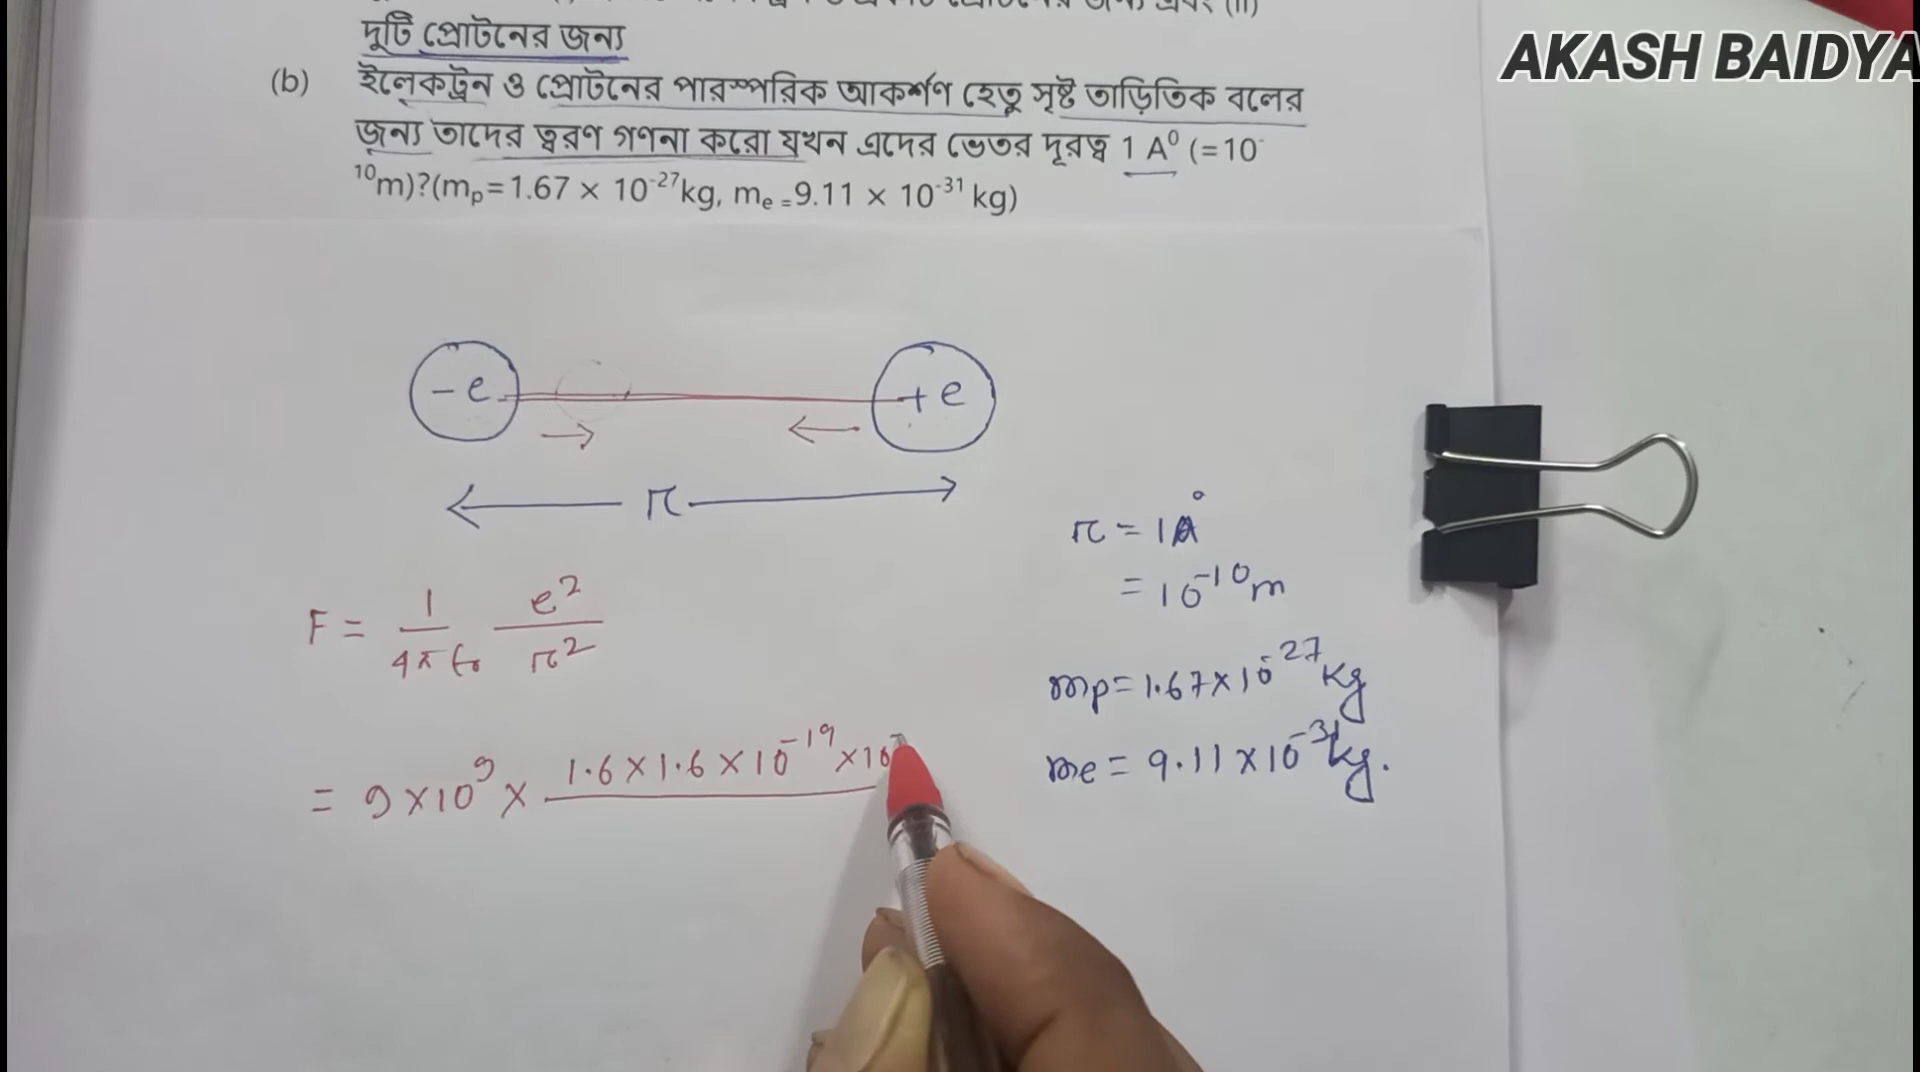 AKASH BAIDYA
দুটি প্রোটনের জন্য
(b) ইলেকট্রন ও প্রোটনের পারস্পরিক আকর্শণ হেতু সৃষ্ট তাড়িতিক বলের
জন্য তাদের ত্বরণ গণনা করো যখন এদের ভেতর দূরত্ব 1 A⁰ (=10⁻
¹⁰m)?(mₚ=1.67 × 10⁻²⁷kg, mₑ =9.11 × 10⁻³¹ kg)
-e +e
← r →
r = 1Å
= 10⁻¹⁰m
F = 1/4πε₀ e²/r²
mp = 1.67×10⁻²⁷ kg
me = 9.11×10⁻³¹ kg.
= 9×10⁹ × 1.6×1.6×10⁻¹⁹×10